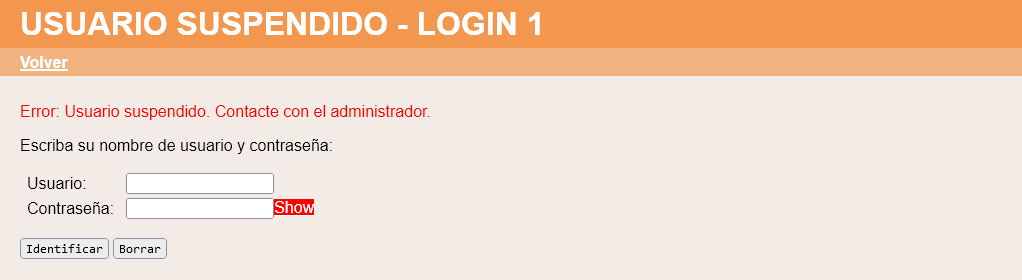 USUARIO SUSPENDIDO - LOGIN 1
Volver
Error: Usuario suspendido. Contacte con el administrador.
Escriba su nombre de usuario y contraseña:
Usuario:
Contraseña: Show
Identificar Borrar